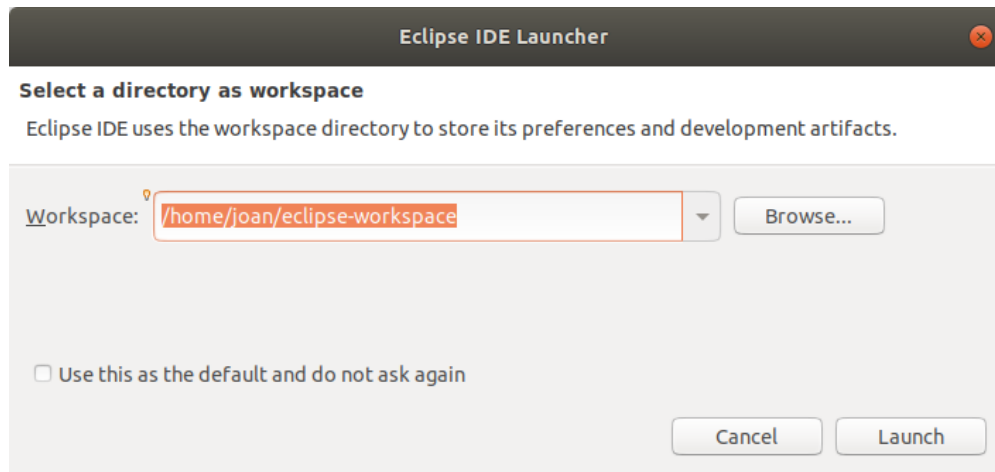 Eclipse IDE Launcher
Select a directory as workspace
Eclipse IDE uses the workspace directory to store its preferences and development artifacts.
Workspace: /home/joan/eclipse-workspace Browse...
Use this as the default and do not ask again
Cancel Launch